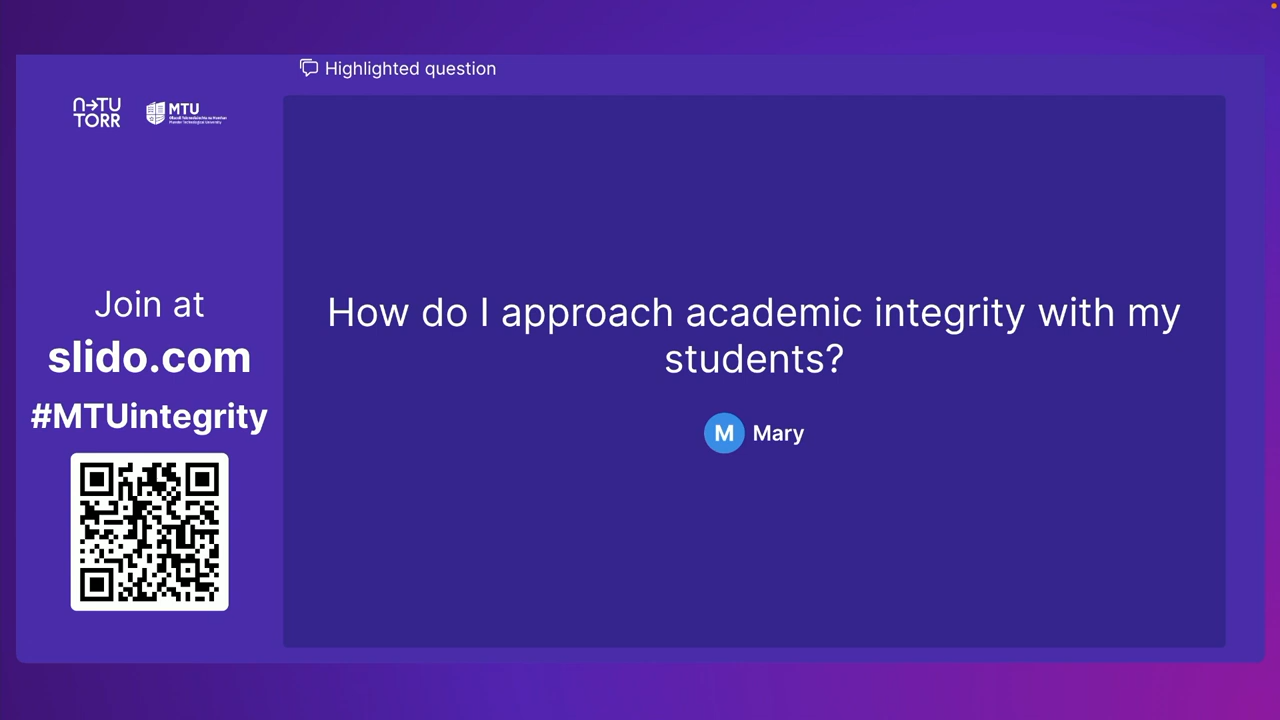 Highlighted question
n→TU
TORR
MTU
Join at
slido.com
#MTUintegrity
How do I approach academic integrity with my
students?
M Mary